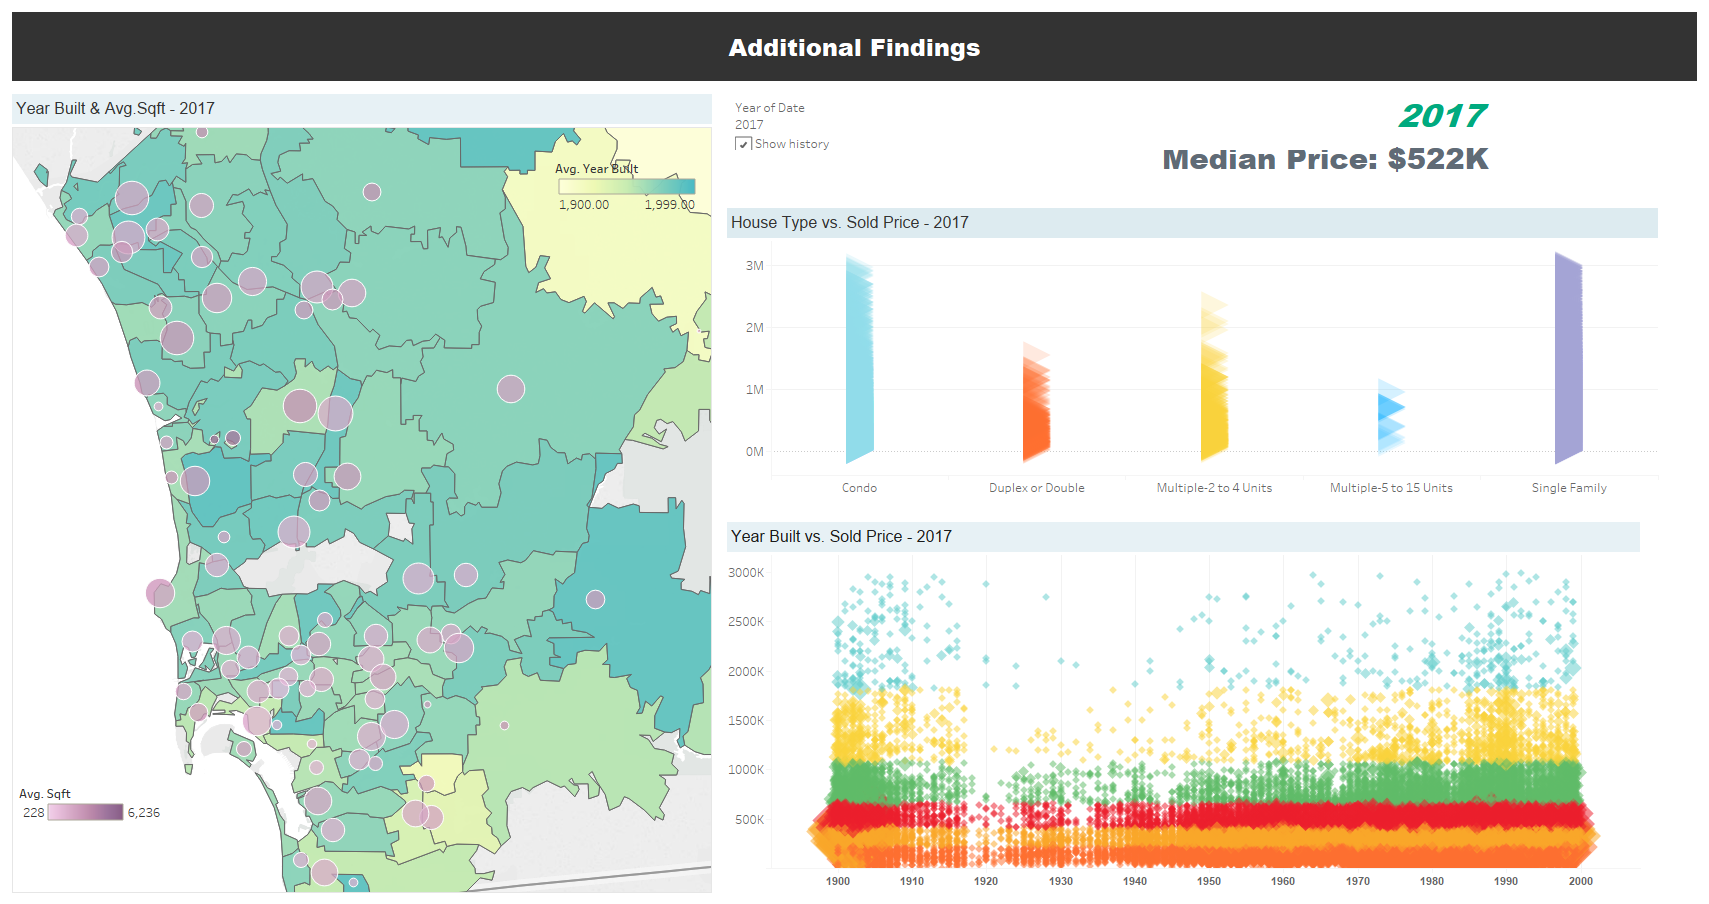 Additional Findings
Year Built & Avg.Sqft - 2017
Avg. Year Built
1,900.00 1,999.00
Avg. Sqft
228 6,236
Year of Date
2017
Show history
2017
Median Price: $522K
House Type vs. Sold Price - 2017
3M
2M
1M
0M
Condo Duplex or Double Multiple-2 to 4 Units Multiple-5 to 15 Units Single Family
Year Built vs. Sold Price - 2017
3000K
2500K
2000K
1500K
1000K
500K
1900 1910 1920 1930 1940 1950 1960 1970 1980 1990 2000